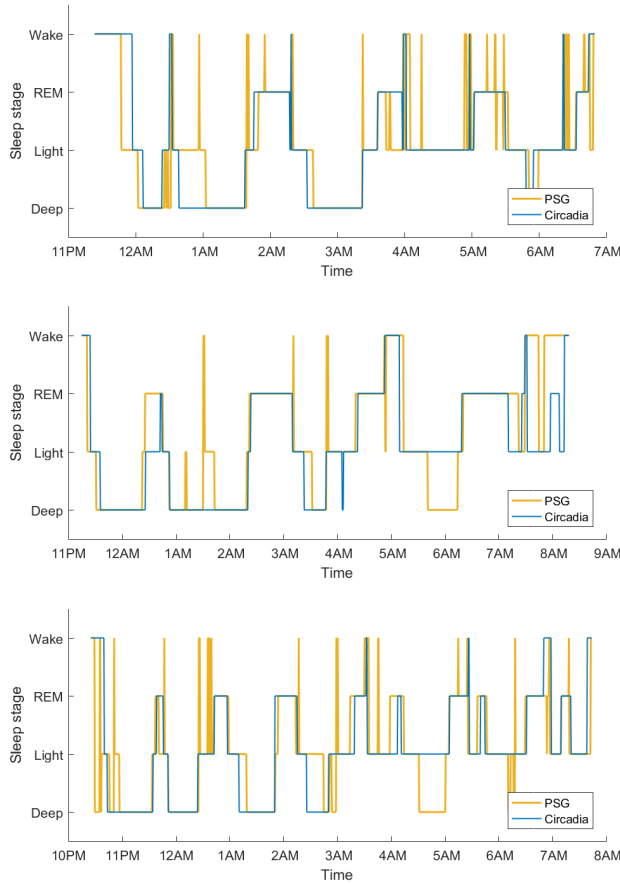 Wake
REM
Light
Deep
Sleep stage
PSG
Circadia
11PM 12AM 1AM 2AM 3AM 4AM 5AM 6AM 7AM
Time
Wake
REM
Light
Deep
Sleep stage
PSG
Circadia
11PM 12AM 1AM 2AM 3AM 4AM 5AM 6AM 7AM 8AM 9AM
Time
Wake
REM
Light
Deep
Sleep stage
PSG
Circadia
10PM 11PM 12AM 1AM 2AM 3AM 4AM 5AM 6AM 7AM 8AM
Time